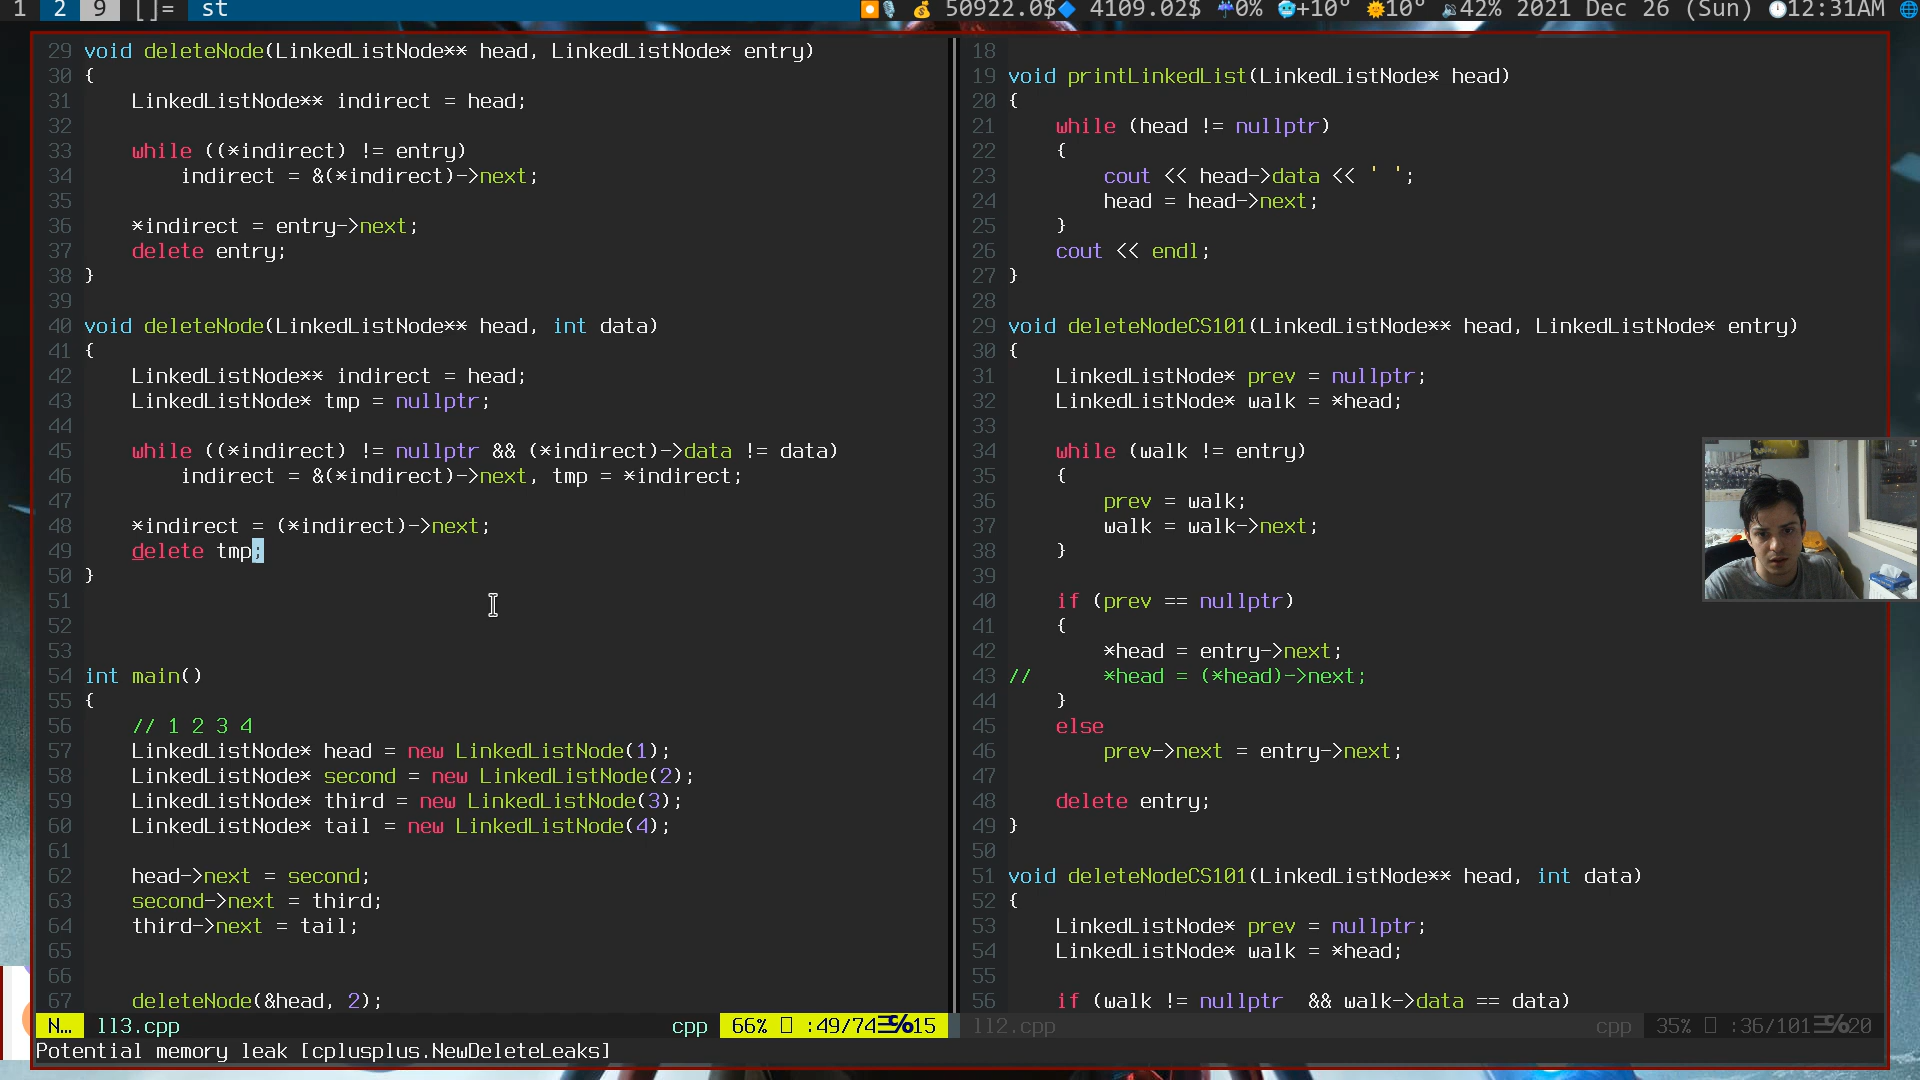 1 2 9 []= st 50922.0$ 4109.02$ 0% +10° 10° 42% 2021 Dec 26 (Sun) 12:31AM
29 void deleteNode(LinkedListNode** head, LinkedListNode* entry)
30 {
31 LinkedListNode** indirect = head;
32
33 while ((*indirect) != entry)
34 indirect = &(*indirect)->next;
35
36 *indirect = entry->next;
37 delete entry;
38 }
39
40 void deleteNode(LinkedListNode** head, int data)
41 {
42 LinkedListNode** indirect = head;
43 LinkedListNode* tmp = nullptr;
44
45 while ((*indirect) != nullptr && (*indirect)->data != data)
46 indirect = &(*indirect)->next, tmp = *indirect;
47
48 *indirect = (*indirect)->next;
49 delete tmp;
50 }
51
52
53
54 int main()
55 {
56 // 1 2 3 4
57 LinkedListNode* head = new LinkedListNode(1);
58 LinkedListNode* second = new LinkedListNode(2);
59 LinkedListNode* third = new LinkedListNode(3);
60 LinkedListNode* tail = new LinkedListNode(4);
61
62 head->next = second;
63 second->next = third;
64 third->next = tail;
65
66
67 deleteNode(&head, 2);
N… ll3.cpp cpp 66% :49/74 15
18
19 void printLinkedList(LinkedListNode* head)
20 {
21 while (head != nullptr)
22 {
23 cout << head->data << ' ';
24 head = head->next;
25 }
26 cout << endl;
27 }
28
29 void deleteNodeCS101(LinkedListNode** head, LinkedListNode* entry)
30 {
31 LinkedListNode* prev = nullptr;
32 LinkedListNode* walk = *head;
33
34 while (walk != entry)
35 {
36 prev = walk;
37 walk = walk->next;
38 }
39
40 if (prev == nullptr)
41 {
42 *head = entry->next;
43 // *head = (*head)->next;
44 }
45 else
46 prev->next = entry->next;
47
48 delete entry;
49 }
50
51 void deleteNodeCS101(LinkedListNode** head, int data)
52 {
53 LinkedListNode* prev = nullptr;
54 LinkedListNode* walk = *head;
55
56 if (walk != nullptr && walk->data == data)
ll2.cpp cpp 35% :36/101 20
Potential memory leak [cplusplus.NewDeleteLeaks]